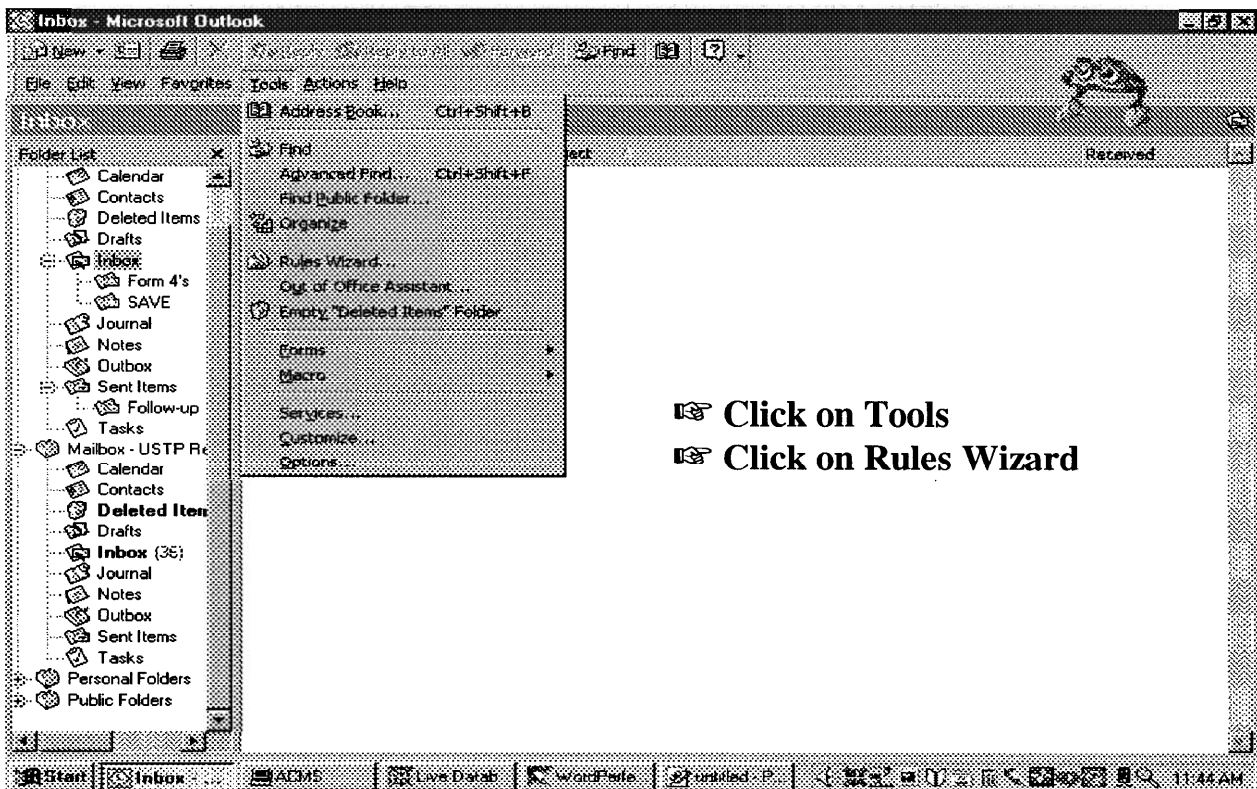 Inbox - Microsoft Outlook
New Find
File Edit View Favorites Tools Actions Help
Inbox
Folder List
Received
Calendar
Contacts
Deleted Items
Drafts
Inbox
Form 4's
SAVE
Journal
Notes
Outbox
Sent Items
Follow-up
Tasks
Mailbox - USTP Re
Calendar
Contacts
Deleted Iten
Drafts
Inbox (36)
Journal
Notes
Outbox
Sent Items
Tasks
Personal Folders
Public Folders
Address Book... Ctrl+Shift+B
Find
Advanced Find... Ctrl+Shift+F
Find Public Folder...
Organize
Rules Wizard...
Out of Office Assistant...
Empty "Deleted Items" Folder
Forms
Macro
Services...
Customize...
Options...
☞ Click on Tools
☞ Click on Rules Wizard
Start Inbox - ... ACMS Live Datab WordPerfe untitled - P... 11:44 AM